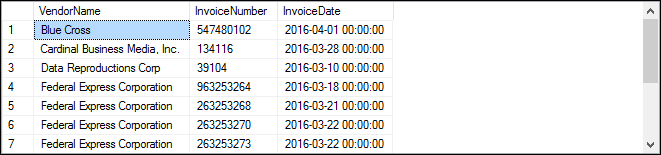 VendorName InvoiceNumber InvoiceDate
1 Blue Cross 547480102 2016-04-01 00:00:00
2 Cardinal Business Media, Inc. 134116 2016-03-28 00:00:00
3 Data Reproductions Corp 39104 2016-03-10 00:00:00
4 Federal Express Corporation 963253264 2016-03-18 00:00:00
5 Federal Express Corporation 263253268 2016-03-21 00:00:00
6 Federal Express Corporation 263253270 2016-03-22 00:00:00
7 Federal Express Corporation 263253273 2016-03-22 00:00:00